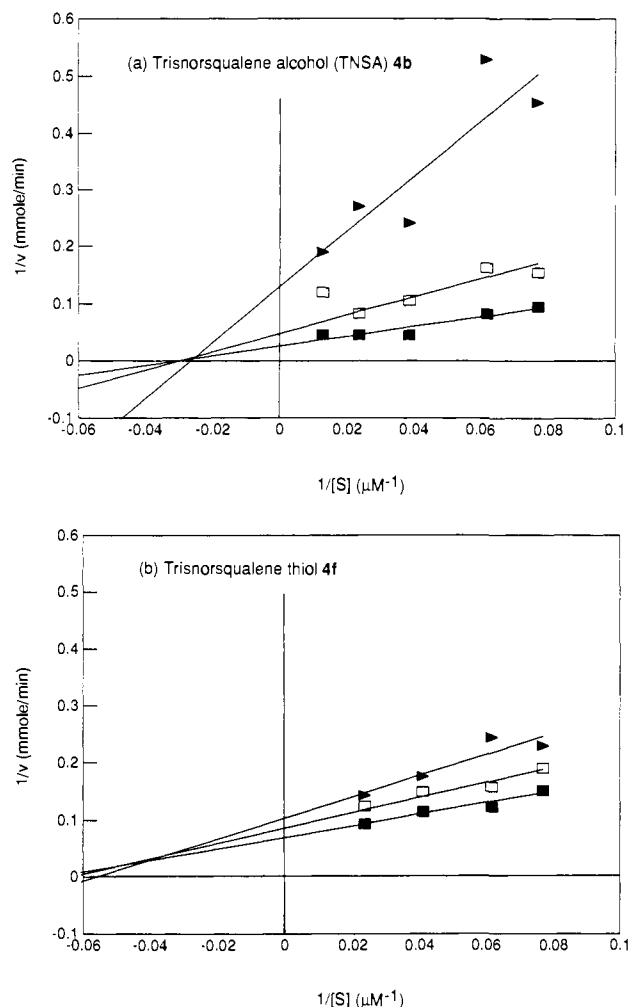 (a) Trisnorsqualene alcohol (TNSA) 4b
1/v (mmole/min)
0.6
0.5
0.4
0.3
0.2
0.1
0
-0.1
-0.06 -0.04 -0.02 0 0.02 0.04 0.06 0.08 0.1
1/[S] (µM-1)
(b) Trisnorsqualene thiol 4f
1/v (mmole/min)
0.6
0.5
0.4
0.3
0.2
0.1
0
-0.1
-0.06 -0.04 -0.02 0 0.02 0.04 0.06 0.08 0.1
1/[S] (µM-1)